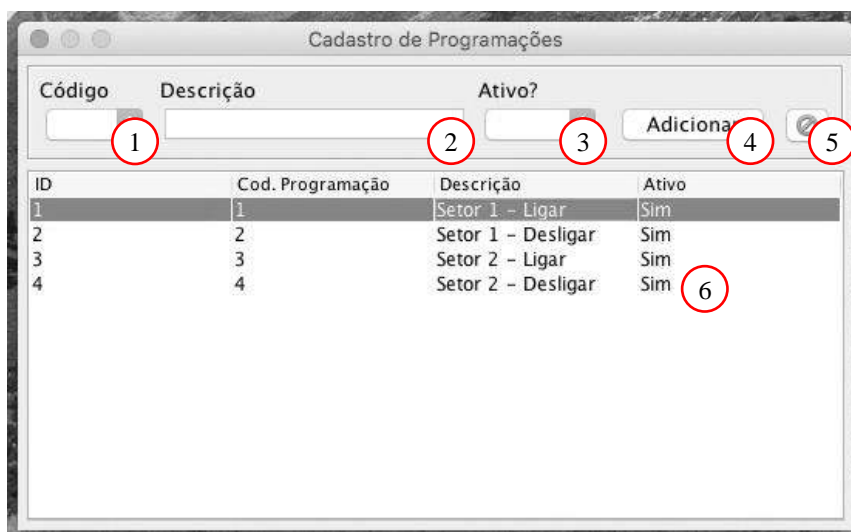 Cadastro de Programações
Código Descrição Ativo?
Adicionar
1 2 3 4 5
ID Cod. Programação Descrição Ativo
1 1 Setor 1 - Ligar Sim
2 2 Setor 1 - Desligar Sim
3 3 Setor 2 - Ligar Sim
4 4 Setor 2 - Desligar Sim
6